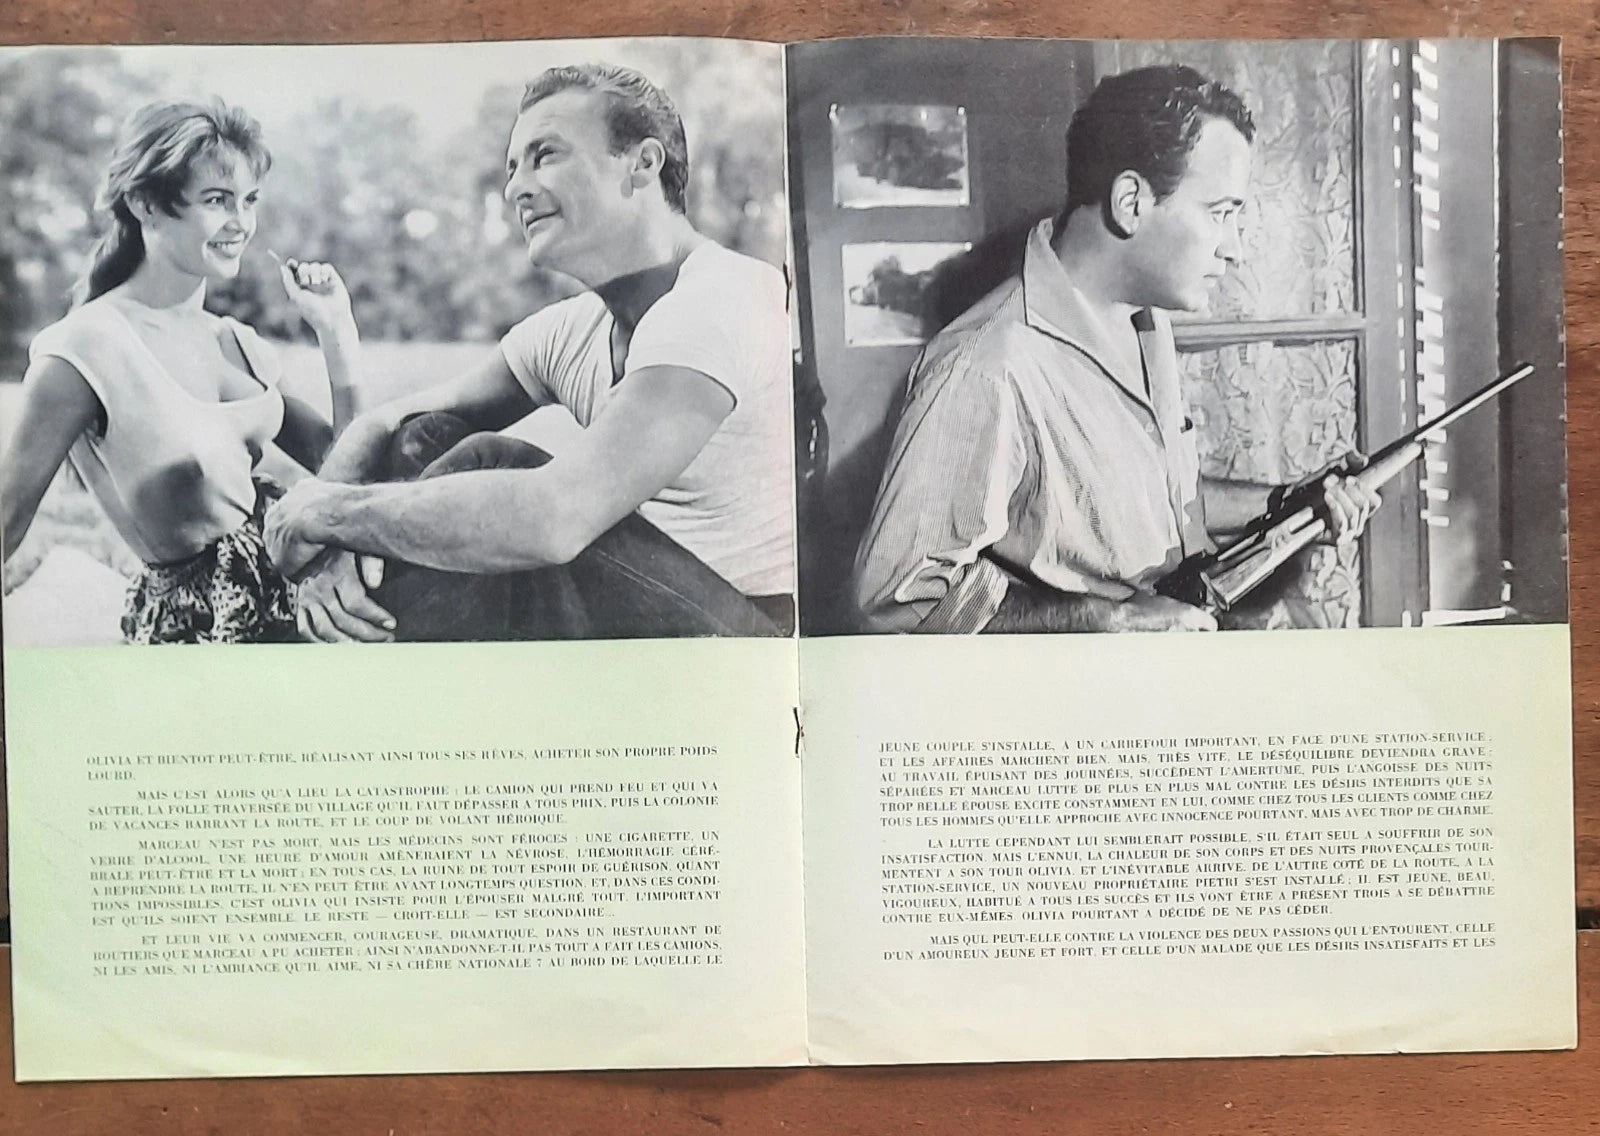 OLIVIA ET BIENTOT PEUT-ÊTRE, RÉALISANT AINSI TOUS SES RÊVES, ACHETER SON PROPRE POIDS
LOURD.
MAIS C'EST ALORS QU'A LIEU LA CATASTROPHE : LE CAMION QUI PREND FEU ET QUI VA
SAUTER, LA FOLLE TRAVERSÉE DU VILLAGE QU'IL FAUT DÉPASSER A TOUS PRIX, PUIS LA COLONIE
DE VACANCES BARRANT LA ROUTE, ET LE COUP DE VOLANT HÉROIQUE.
MARCEAU N'EST PAS MORT, MAIS LES MÉDECINS SONT FÉROCES : UNE CIGARETTE, UN
VERRE D'ALCOOL, UNE HEURE D'AMOUR AMÈNERAIENT LA NÉVROSE, L'HÉMORRAGIE CÉRÉ-
BRALE PEUT-ÊTRE ET LA MORT ; EN TOUS CAS, LA RUINE DE TOUT ESPOIR DE GUÉRISON. QUANT
A REPRENDRE LA ROUTE, IL N'EN PEUT ÊTRE AVANT LONGTEMPS QUESTION. ET, DANS CES CONDI-
TIONS IMPOSSIBLES, C'EST OLIVIA QUI INSISTE POUR L'ÉPOUSER MALGRÉ TOUT. L'IMPORTANT
EST QU'ILS SOIENT ENSEMBLE. LE RESTE — CROIT-ELLE — EST SECONDAIRE...
ET LEUR VIE VA COMMENCER, COURAGEUSE, DRAMATIQUE, DANS UN RESTAURANT DE
ROUTIERS QUE MARCEAU A PU ACHETER : AINSI N'ABANDONNE-T-IL PAS TOUT A FAIT LES CAMIONS,
NI LES AMIS, NI L'AMBIANCE QU'IL AIME, NI SA CHÈRE NATIONALE 7 AU BORD DE LAQUELLE LE
JEUNE COUPLE S'INSTALLE, A UN CARREFOUR IMPORTANT, EN FACE D'UNE STATION-SERVICE ;
ET LES AFFAIRES MARCHENT BIEN. MAIS, TRÈS VITE, LE DÉSÉQUILIBRE DEVIENDRA GRAVE :
AU TRAVAIL ÉPUISANT DES JOURNÉES, SUCCÈDENT L'AMERTUME, PUIS L'ANGOISSE DES NUITS
SÉPARÉES ET MARCEAU LUTTE DE PLUS EN PLUS MAL CONTRE LES DÉSIRS INTERDITS QUE SA
TROP BELLE ÉPOUSE EXCITE CONSTAMMENT EN LUI, COMME CHEZ TOUS LES CLIENTS COMME CHEZ
TOUS LES HOMMES QU'ELLE APPROCHE AVEC INNOCENCE POURTANT, MAIS AVEC TROP DE CHARME.
LA LUTTE CEPENDANT LUI SEMBLERAIT POSSIBLE, S'IL ÉTAIT SEUL A SOUFFRIR DE SON
INSATISFACTION. MAIS L'ENNUI, LA CHALEUR DE SON CORPS ET DES NUITS PROVENÇALES TOUR-
MENTENT A SON TOUR OLIVIA. ET L'INÉVITABLE ARRIVE. DE L'AUTRE COTÉ DE LA ROUTE, A LA
STATION-SERVICE, UN NOUVEAU PROPRIÉTAIRE PIETRI S'EST INSTALLÉ ; IL EST JEUNE, BEAU,
VIGOUREUX, HABITUÉ A TOUS LES SUCCÈS ET ILS VONT ÊTRE A PRÉSENT TROIS A SE DÉBATTRE
CONTRE EUX-MÊMES. OLIVIA POURTANT A DÉCIDÉ DE NE PAS CÉDER.
MAIS QUE PEUT-ELLE CONTRE LA VIOLENCE DES DEUX PASSIONS QUI L'ENTOURENT, CELLE
D'UN AMOUREUX JEUNE ET FORT, ET CELLE D'UN MALADE QUE LES DÉSIRS INSATISFAITS ET LES